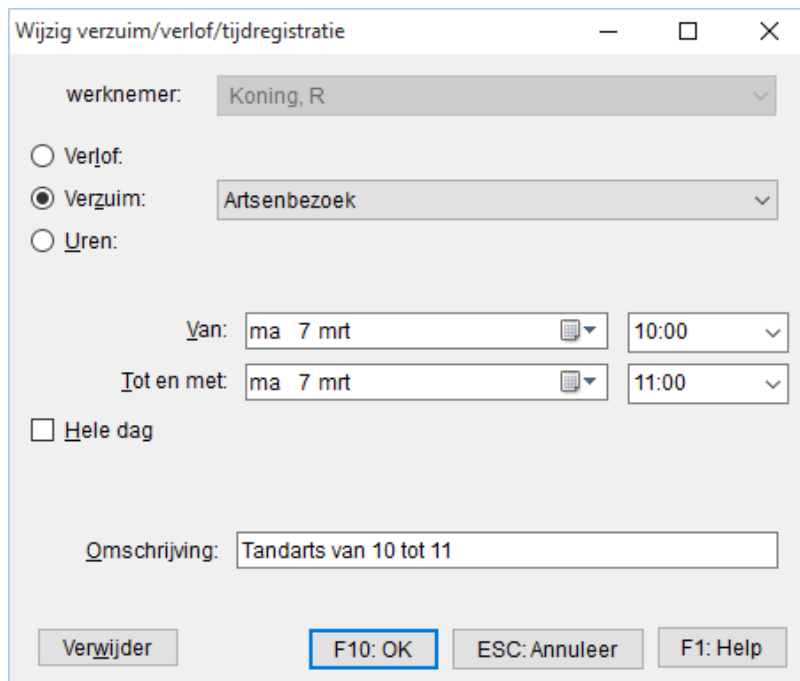 Wijzig verzuim/verlof/tijdregistratie
werknemer: Koning, R
Verlof:
Verzuim: Artsenbezoek
Uren:
Van: ma 7 mrt 10:00
Tot en met: ma 7 mrt 11:00
Hele dag
Omschrijving: Tandarts van 10 tot 11
Verwijder F10: OK ESC: Annuleer F1: Help